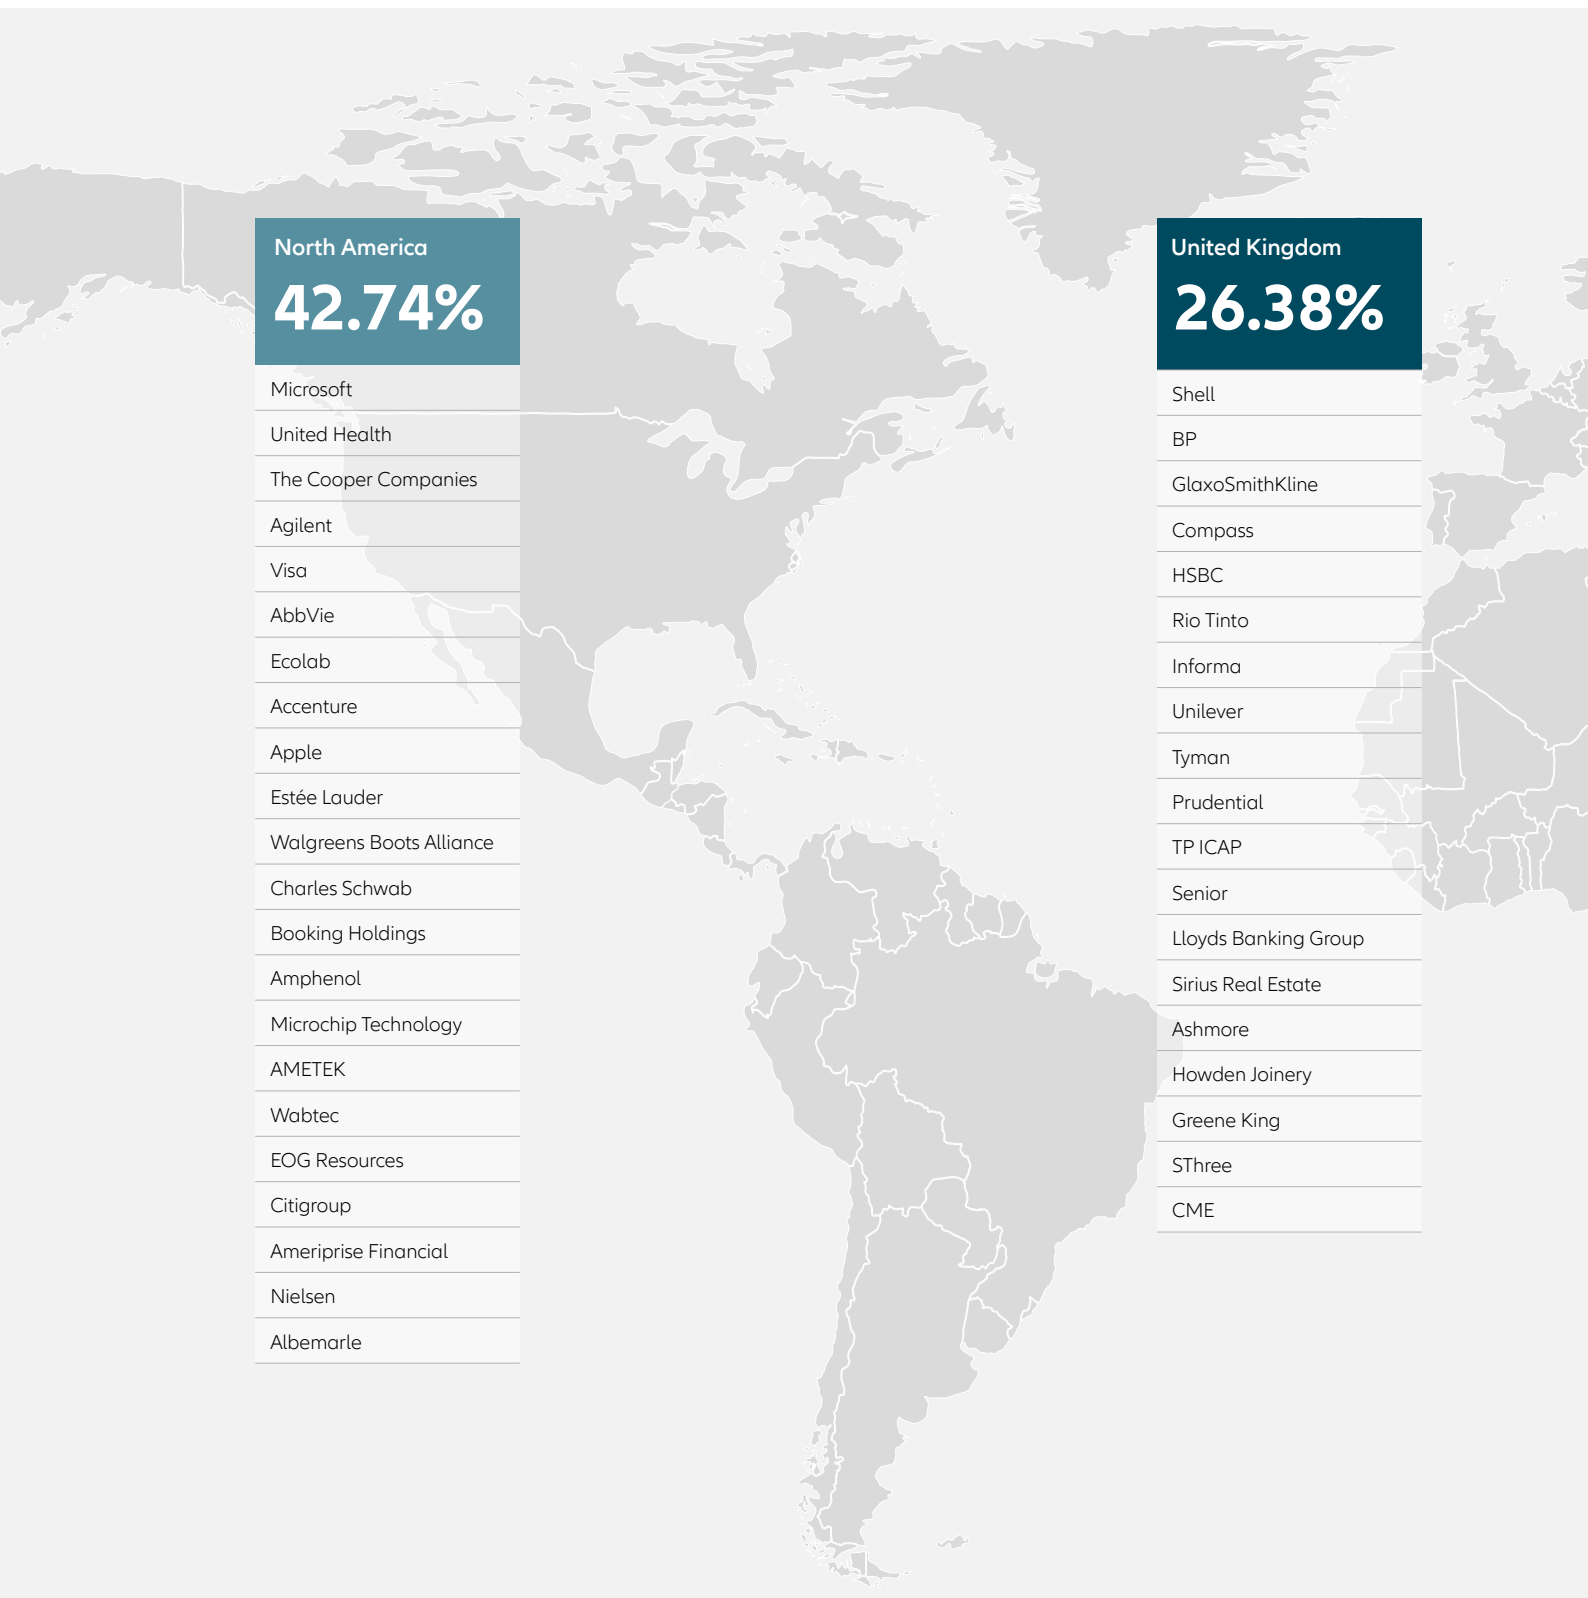 North America
42.74%
Microsoft
United Health
The Cooper Companies
Agilent
Visa
AbbVie
Ecolab
Accenture
Apple
Estée Lauder
Walgreens Boots Alliance
Charles Schwab
Booking Holdings
Amphenol
Microchip Technology
AMETEK
Wabtec
EOG Resources
Citigroup
Ameriprise Financial
Nielsen
Albemarle
United Kingdom
26.38%
Shell
BP
GlaxoSmithKline
Compass
HSBC
Rio Tinto
Informa
Unilever
Tyman
Prudential
TP ICAP
Senior
Lloyds Banking Group
Sirius Real Estate
Ashmore
Howden Joinery
Greene King
SThree
CME